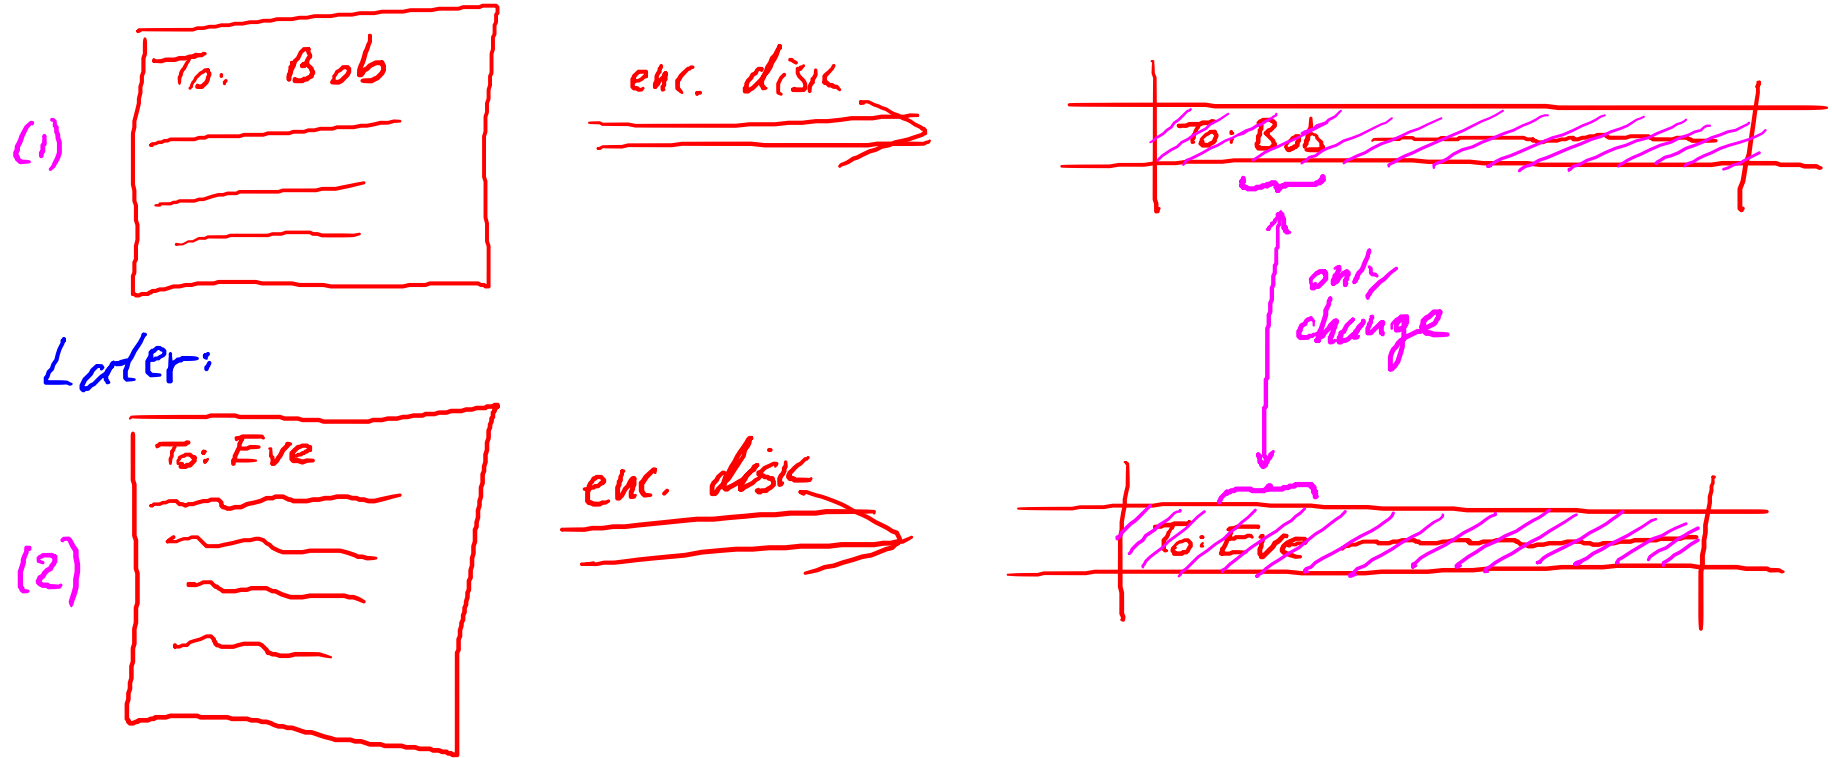 To: Bob
enc. disk
(1)
To: Bob
only
change
Later:
To: Eve
enc. disk
(2)
To: Eve